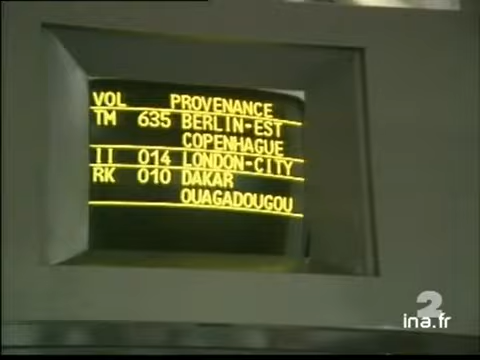 VOL PROVENANCE
TM 635 BERLIN-EST
COPENHAGUE
II 014 LONDON-CITY
RK 010 DAKAR
OUAGADOUGOU
2
ina.fr